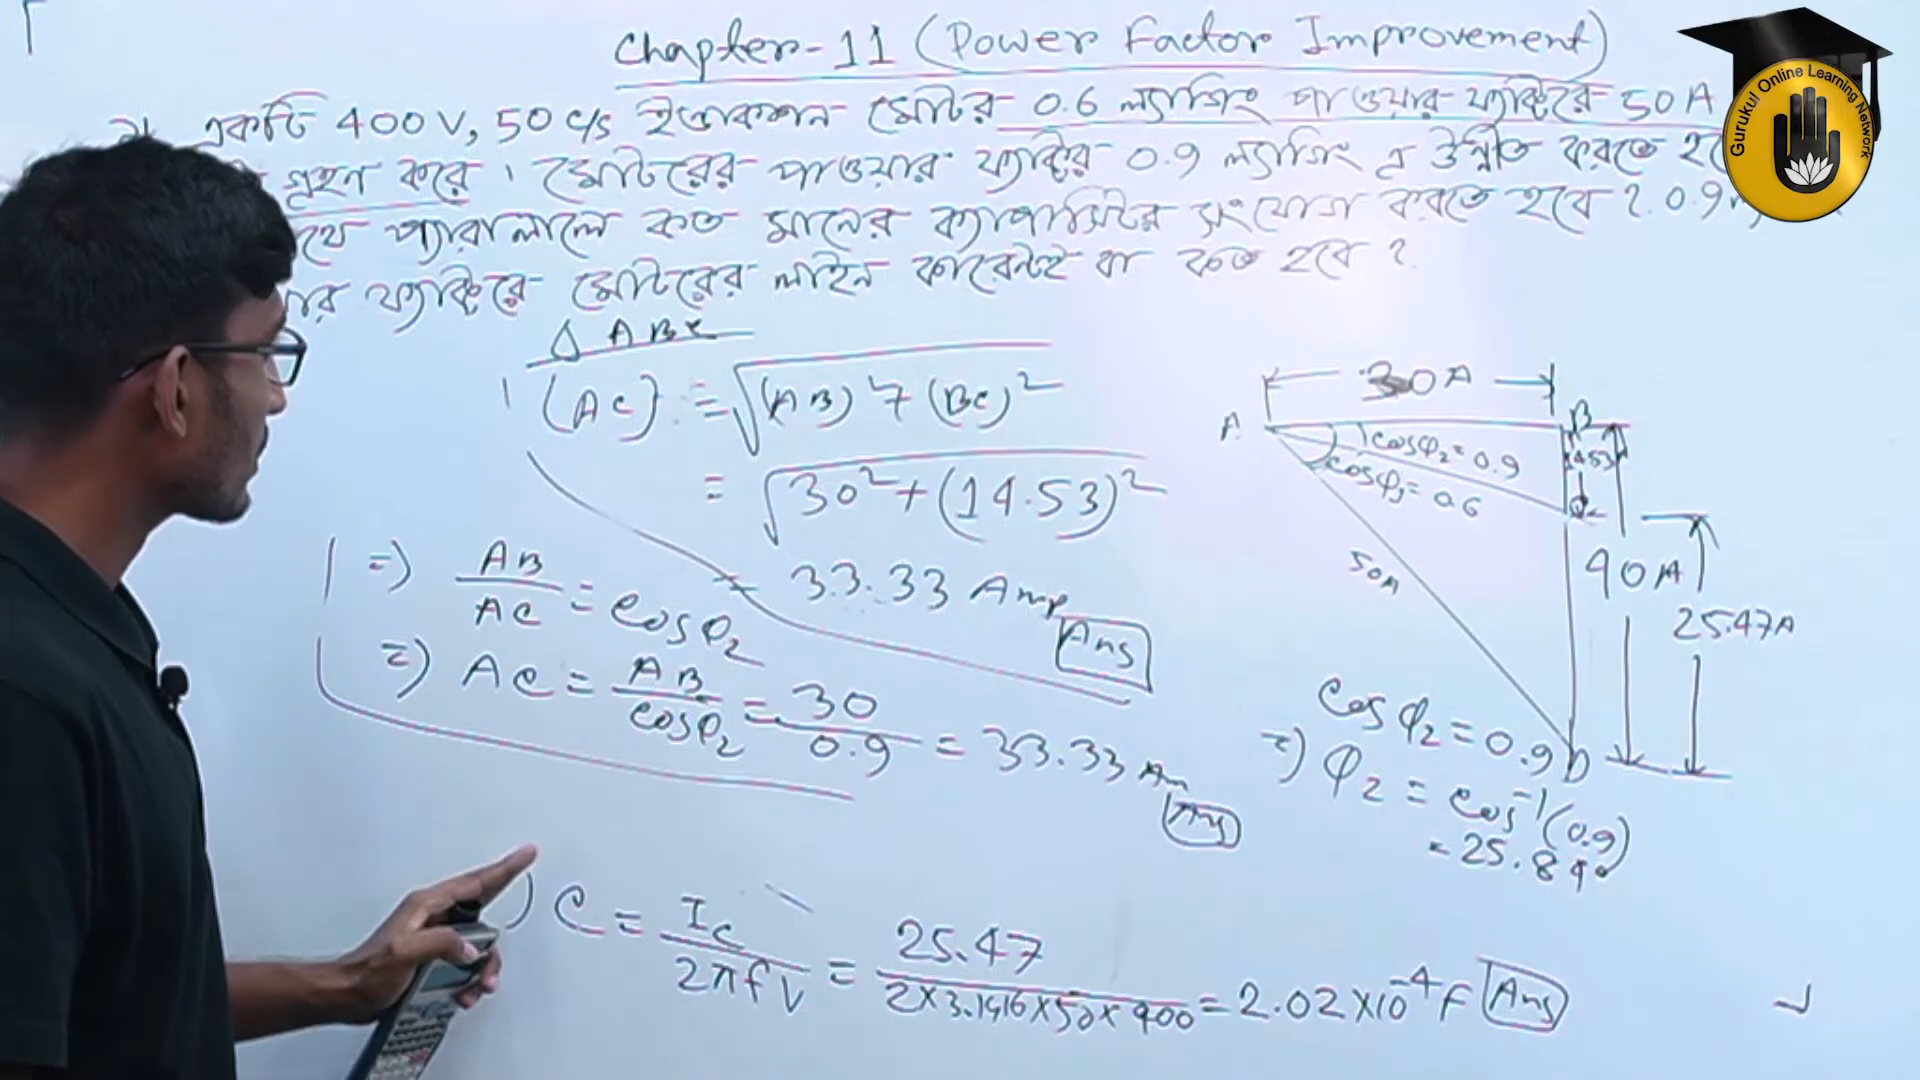 Chapter-11 (Power Factor Improvement)
একটি 400V, 50 c/s ইন্ডাকশন মোটর 0.6 ল্যাগিং পাওয়ার ফ্যাক্টরে 50A
গ্রহণ করে। মোটরের পাওয়ার ফ্যাক্টর 0.9 ল্যাগিং এ উন্নীত করতে
প্যারালালে কত মানের ক্যাপাসিটর সংযোগ করতে হবে? 0.9
ফ্যাক্টরে মোটরের লাইন কারেন্টই বা কত হবে?
Δ ABC
(AC) = √(AB)²+(BC)²
= √30²+(14.53)²
= 33.33 Amp
Ans
=> AB/AC = cosφ2
=> AC = AB/cosφ2 = 30/0.9 = 33.33 Am
Ans
C = Ic/2πfV = 25.47/2×3.1416×50×400 = 2.02×10⁻⁴ F Ans
30A
A
B
cosφ2 = 0.9
cosφ1 = 0.6
50A
40A
25.47A
D
cosφ2 = 0.9
=> φ2 = cos⁻¹(0.9)
= 25.84°
Gurukul Online Learning Network